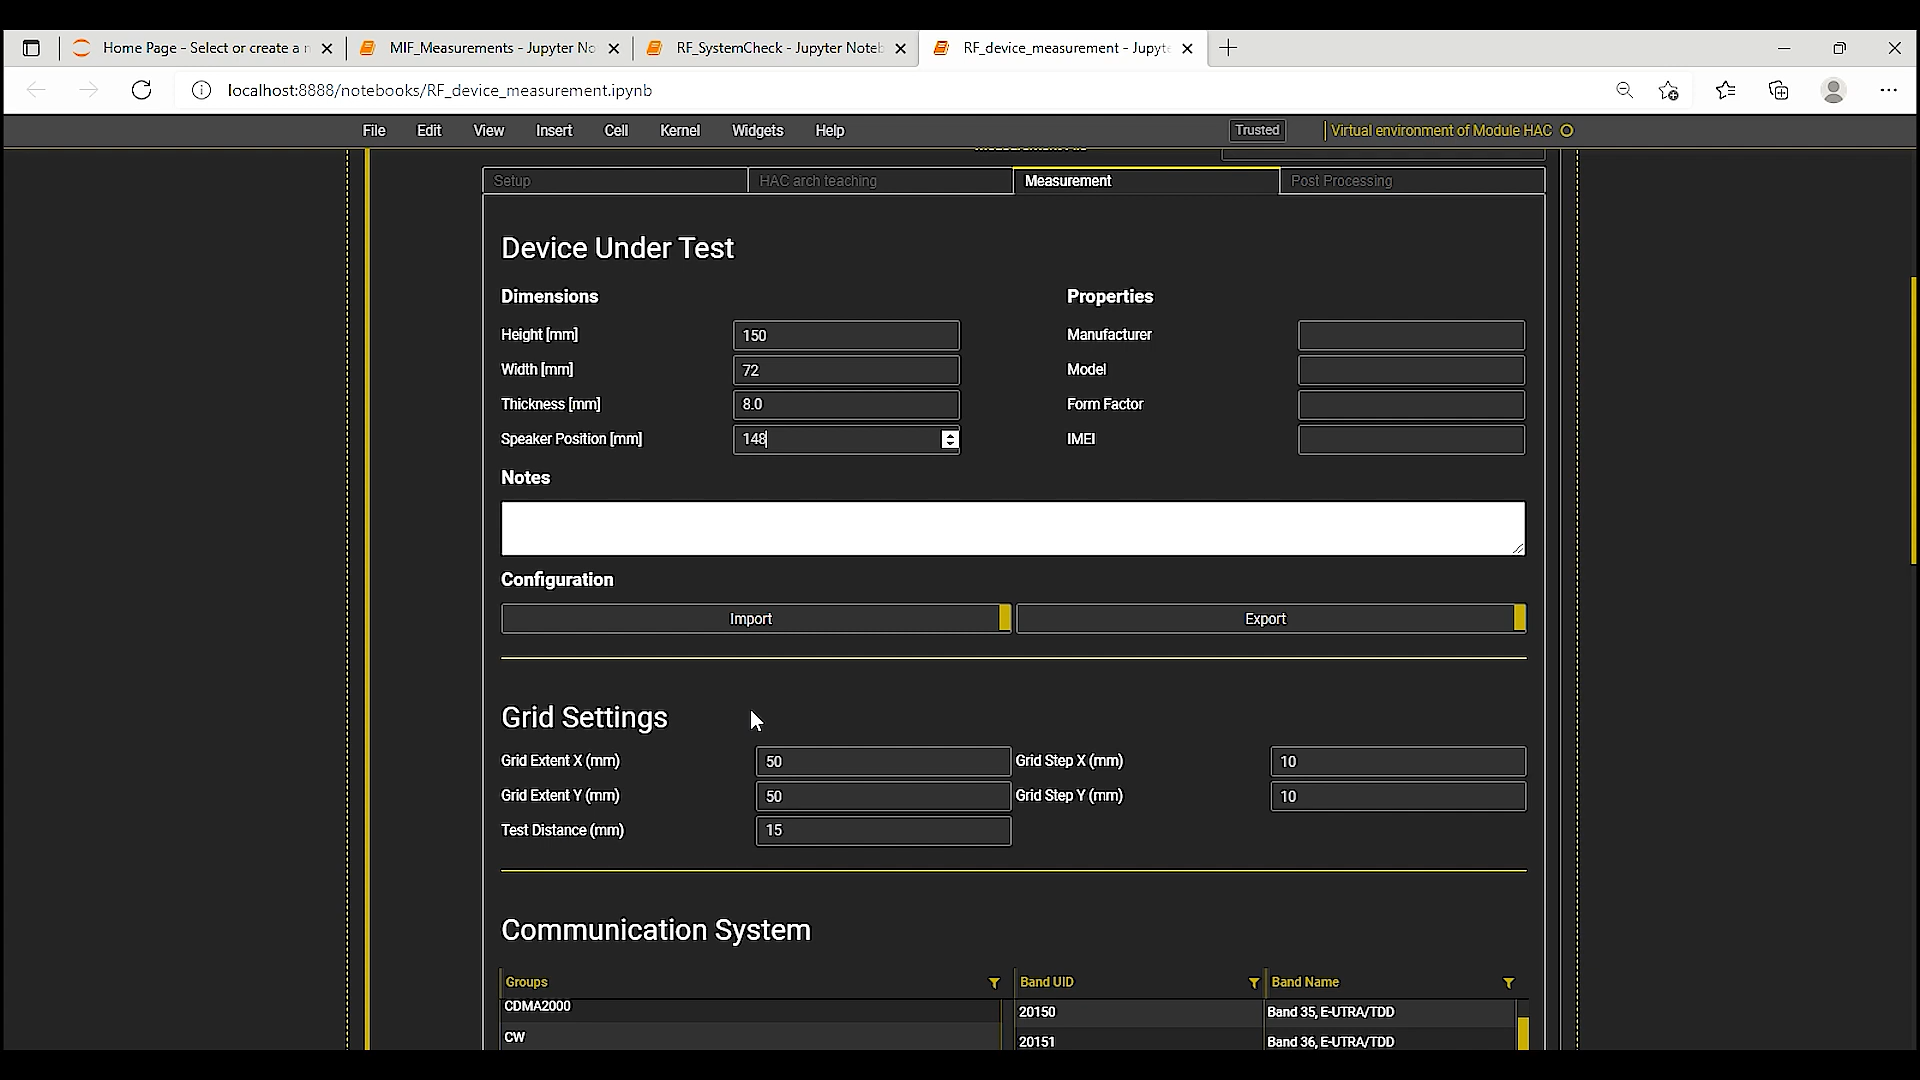 Home Page - Select or create a n
MIF_Measurements - Jupyter No
RF_SystemCheck - Jupyter Noteb
RF_device_measurement - Jupyte
localhost:8888/notebooks/RF_device_measurement.ipynb
File Edit View Insert Cell Kernel Widgets Help Trusted Virtual environment of Module HAC
Setup HAC arch teaching Measurement Post Processing
Device Under Test
Dimensions Properties
Height [mm] 150 Manufacturer
Width [mm] 72 Model
Thickness [mm] 8.0 Form Factor
Speaker Position [mm] 148 IMEI
Notes
Configuration
Import Export
Grid Settings
Grid Extent X (mm) 50 Grid Step X (mm) 10
Grid Extent Y (mm) 50 Grid Step Y (mm) 10
Test Distance (mm) 15
Communication System
Groups Band UID Band Name
CDMA2000 20150 Band 35, E-UTRA/TDD
CW 20151 Band 36, E-UTRA/TDD